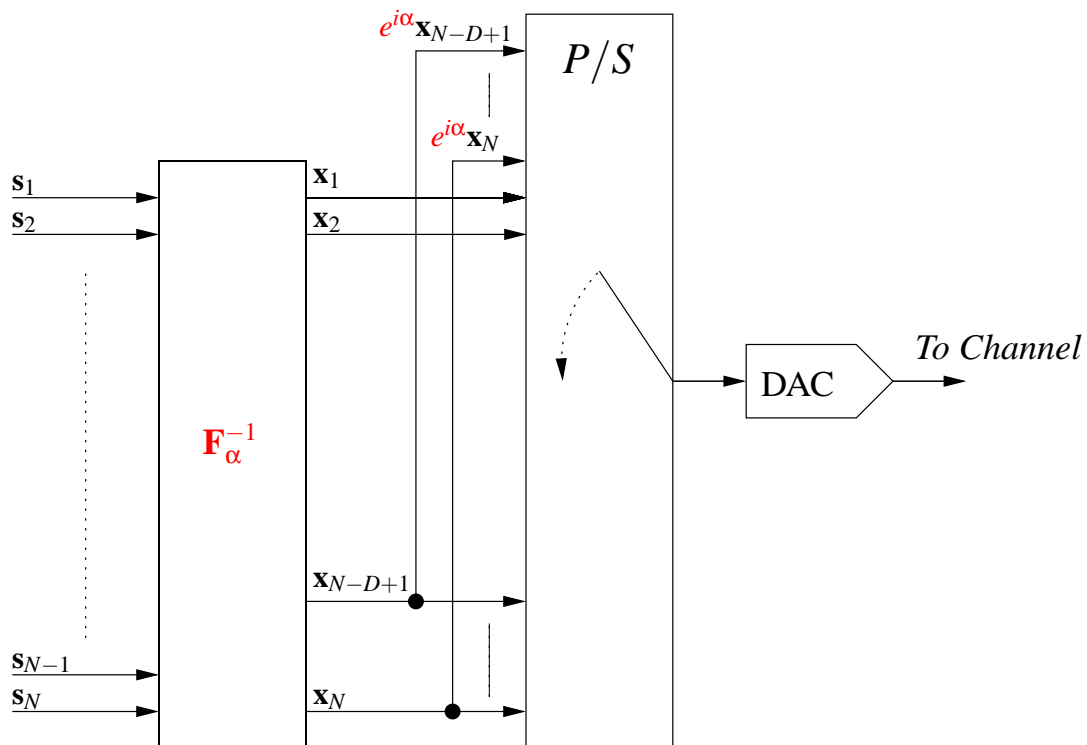 e^{iα}x_{N−D+1}
P/S
e^{iα}x_N
s_1
x_1
s_2
x_2
To Channel
DAC
F_α^{−1}
x_{N−D+1}
s_{N−1}
s_N
x_N